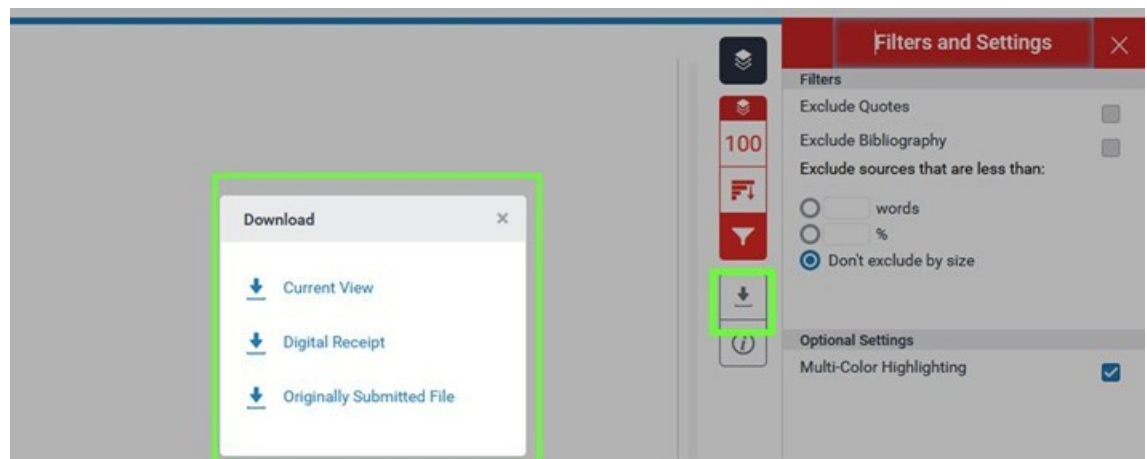 Filters and Settings
Filters
Exclude Quotes
100
Exclude Bibliography
Exclude sources that are less than:
words
%
Don't exclude by size
Download
Current View
Digital Receipt
Originally Submitted File
i
Optional Settings
Multi-Color Highlighting